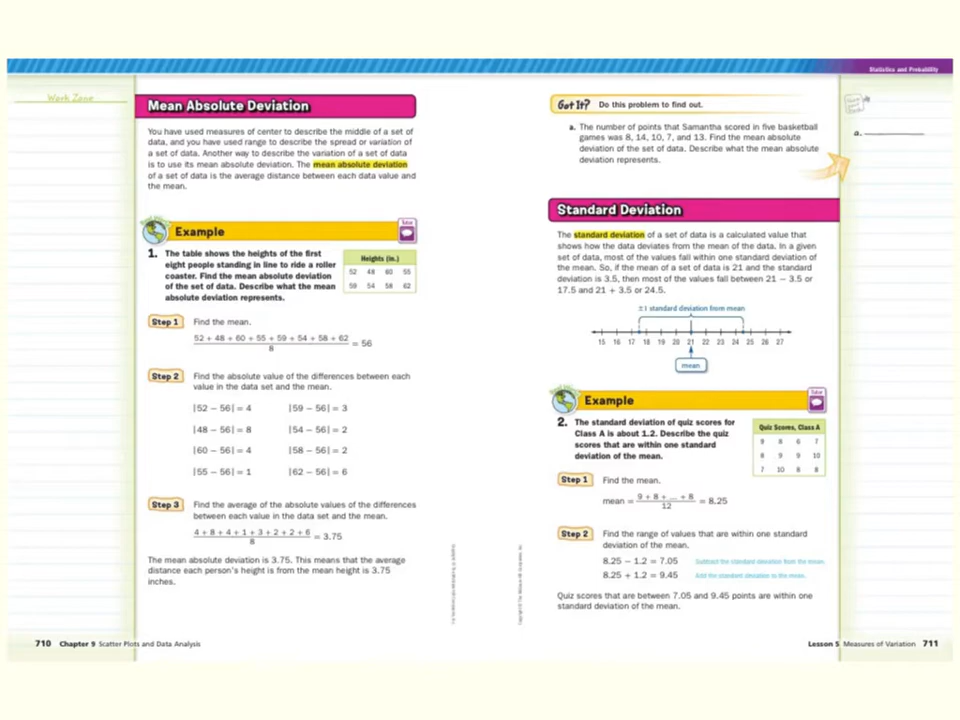 Statistics and Probability
Work Zone
Mean Absolute Deviation
You have used measures of center to describe the middle of a set of
data, and you have used range to describe the spread or variation of
a set of data. Another way to describe the variation of a set of data
is to use its mean absolute deviation. The mean absolute deviation
of a set of data is the average distance between each data value and
the mean.
Example
1. The table shows the heights of the first
eight people standing in line to ride a roller
coaster. Find the mean absolute deviation
of the set of data. Describe what the mean
absolute deviation represents.
Heights (in.)
52 48 60 55
59 54 58 62
Step 1 Find the mean.
52 + 48 + 60 + 55 + 59 + 54 + 58 + 62
8
= 56
Step 2 Find the absolute value of the differences between each
value in the data set and the mean.
|52 − 56| = 4 |59 − 56| = 3
|48 − 56| = 8 |54 − 56| = 2
|60 − 56| = 4 |58 − 56| = 2
|55 − 56| = 1 |62 − 56| = 6
Step 3 Find the average of the absolute values of the differences
between each value in the data set and the mean.
4 + 8 + 4 + 1 + 3 + 2 + 2 + 6
8
= 3.75
The mean absolute deviation is 3.75. This means that the average
distance each person's height is from the mean height is 3.75
inches.
710 Chapter 9 Scatter Plots and Data Analysis
Got It? Do this problem to find out.
a. The number of points that Samantha scored in five basketball
games was 8, 14, 10, 7, and 13. Find the mean absolute
deviation of the set of data. Describe what the mean absolute
deviation represents.
a.
Standard Deviation
The standard deviation of a set of data is a calculated value that
shows how the data deviates from the mean of the data. In a given
set of data, most of the values fall within one standard deviation of
the mean. So, if the mean of a set of data is 21 and the standard
deviation is 3.5, then most of the values fall between 21 − 3.5 or
17.5 and 21 + 3.5 or 24.5.
±1 standard deviation from mean
15 16 17 18 19 20 21 22 23 24 25 26 27
mean
Example
2. The standard deviation of quiz scores for
Class A is about 1.2. Describe the quiz
scores that are within one standard
deviation of the mean.
Quiz Scores, Class A
9 8 6 7
8 9 9 10
7 10 8 8
Step 1 Find the mean.
mean = 9 + 8 + ... + 8
12
= 8.25
Step 2 Find the range of values that are within one standard
deviation of the mean.
8.25 − 1.2 = 7.05 Subtract the standard deviation from the mean.
8.25 + 1.2 = 9.45 Add the standard deviation to the mean.
Quiz scores that are between 7.05 and 9.45 points are within one
standard deviation of the mean.
Lesson 5 Measures of Variation 711